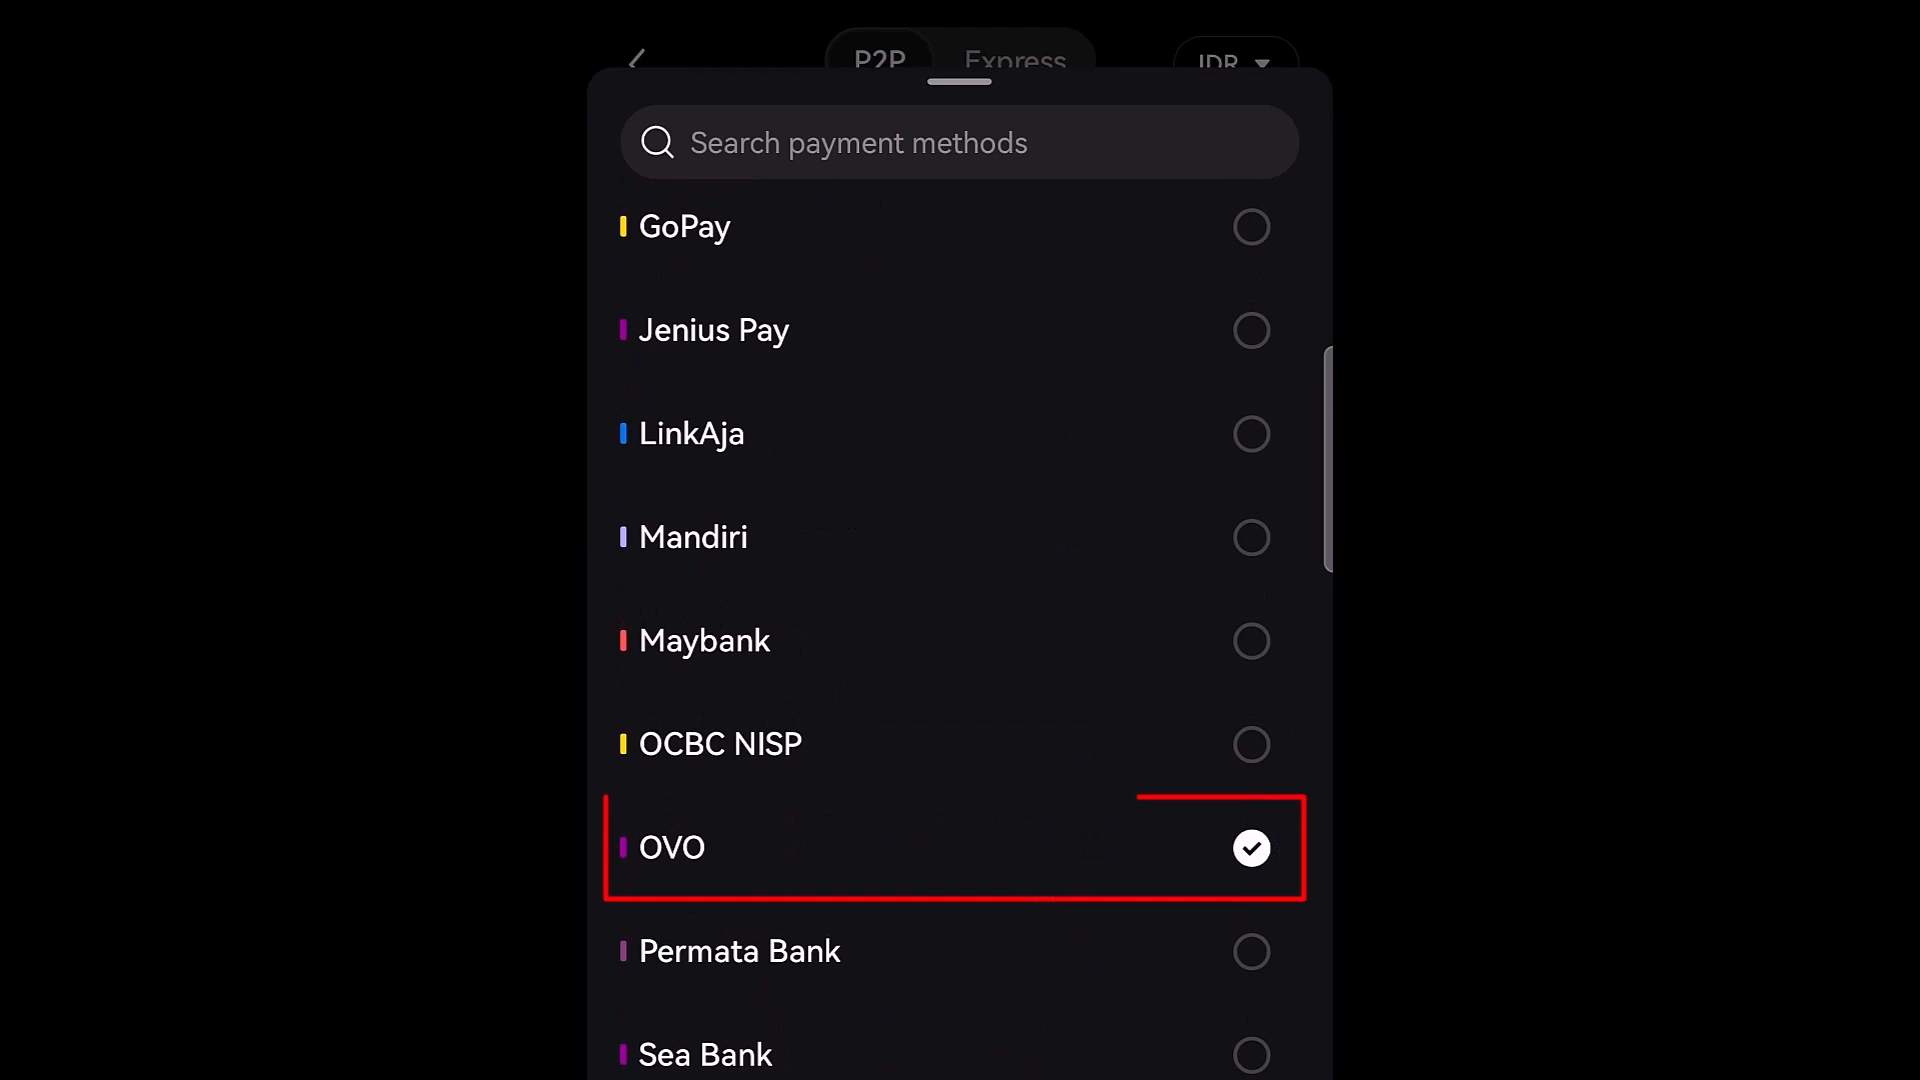 P2P Express IDR
Search payment methods
GoPay
Jenius Pay
LinkAja
Mandiri
Maybank
OCBC NISP
OVO
Permata Bank
Sea Bank